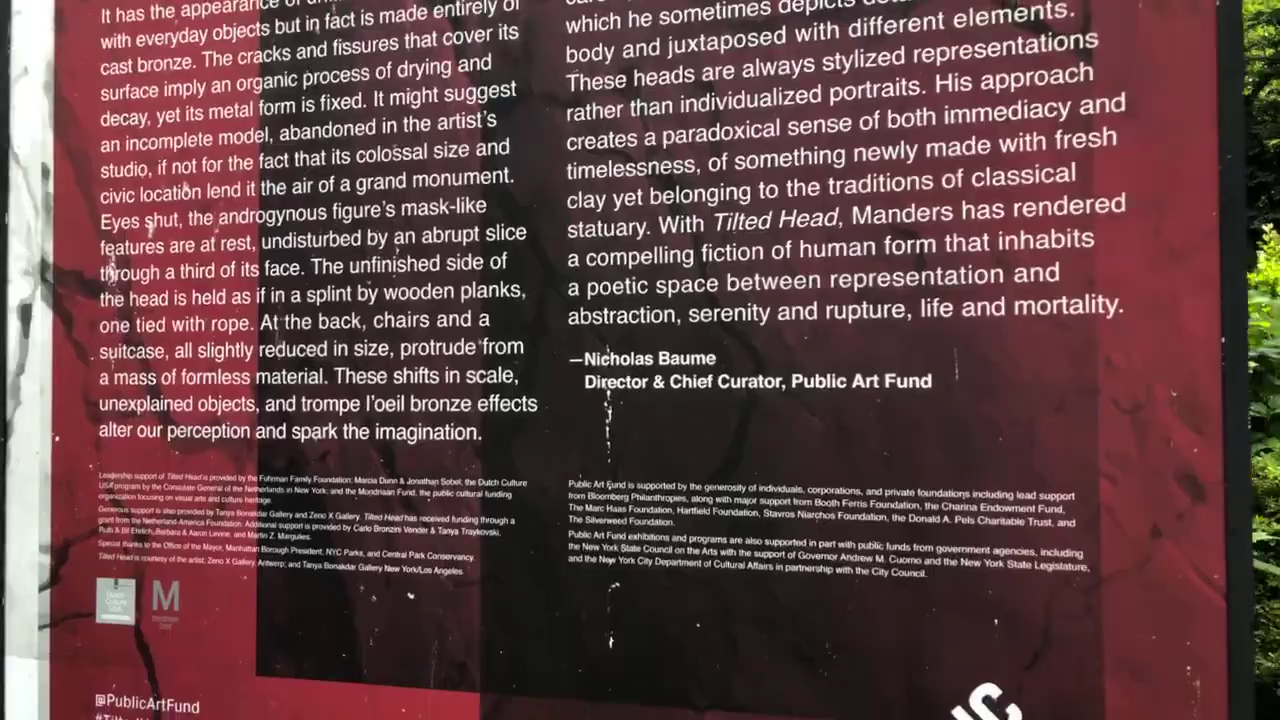 It has the appearance of
with everyday objects but in fact is made entirely of
cast bronze. The cracks and fissures that cover its
surface imply an organic process of drying and
decay, yet its metal form is fixed. It might suggest
an incomplete model, abandoned in the artist's
studio, if not for the fact that its colossal size and
civic location lend it the air of a grand monument.
Eyes shut, the androgynous figure's mask-like
features are at rest, undisturbed by an abrupt slice
through a third of its face. The unfinished side of
the head is held as if in a splint by wooden planks,
one tied with rope. At the back, chairs and a
suitcase, all slightly reduced in size, protrude from
a mass of formless material. These shifts in scale,
unexplained objects, and trompe l'oeil bronze effects
alter our perception and spark the imagination.
which he sometimes depicts
body and juxtaposed with different elements.
These heads are always stylized representations
rather than individualized portraits. His approach
creates a paradoxical sense of both immediacy and
timelessness, of something newly made with fresh
clay yet belonging to the traditions of classical
statuary. With Tilted Head, Manders has rendered
a compelling fiction of human form that inhabits
a poetic space between representation and
abstraction, serenity and rupture, life and mortality.
—Nicholas Baume
Director & Chief Curator, Public Art Fund
Leadership support of Tilted Head is provided by the Fuhrman Family Foundation; Marcia Dunn & Jonathan Sobel, the Dutch Culture
USA program by the Consulate General of the Netherlands in New York; and the Mondriaan Fund, the public cultural funding
organization focusing on visual arts and culture heritage.
Generous support is also provided by Tanya Bonakdar Gallery and Zeno X Gallery. Tilted Head has received funding through a
grant from the Netherland-America Foundation. Additional support is provided by Carlo Bronzini Vender & Tanya Traykovski,
Ruth & Bill Ehrlich, Barbara & Aaron Levine, and Martin Z. Margulies.
Special thanks to the Office of the Mayor, Manhattan Borough President, NYC Parks, and Central Park Conservancy.
Tilted Head is courtesy of the artist; Zeno X Gallery, Antwerp; and Tanya Bonakdar Gallery New York/Los Angeles.
Public Art Fund is supported by the generosity of individuals, corporations, and private foundations including lead support
from Bloomberg Philanthropies, along with major support from Booth Ferris Foundation, the Charina Endowment Fund,
The Marc Haas Foundation, Hartfield Foundation, Stavros Niarchos Foundation, the Donald A. Pels Charitable Trust, and
The Silverweed Foundation.
Public Art Fund exhibitions and programs are also supported in part with public funds from government agencies, including
the New York State Council on the Arts with the support of Governor Andrew M. Cuomo and the New York State Legislature,
and the New York City Department of Cultural Affairs in partnership with the City Council.
Dutch
Culture
USA
M
mondriaan
fund
@PublicArtFund